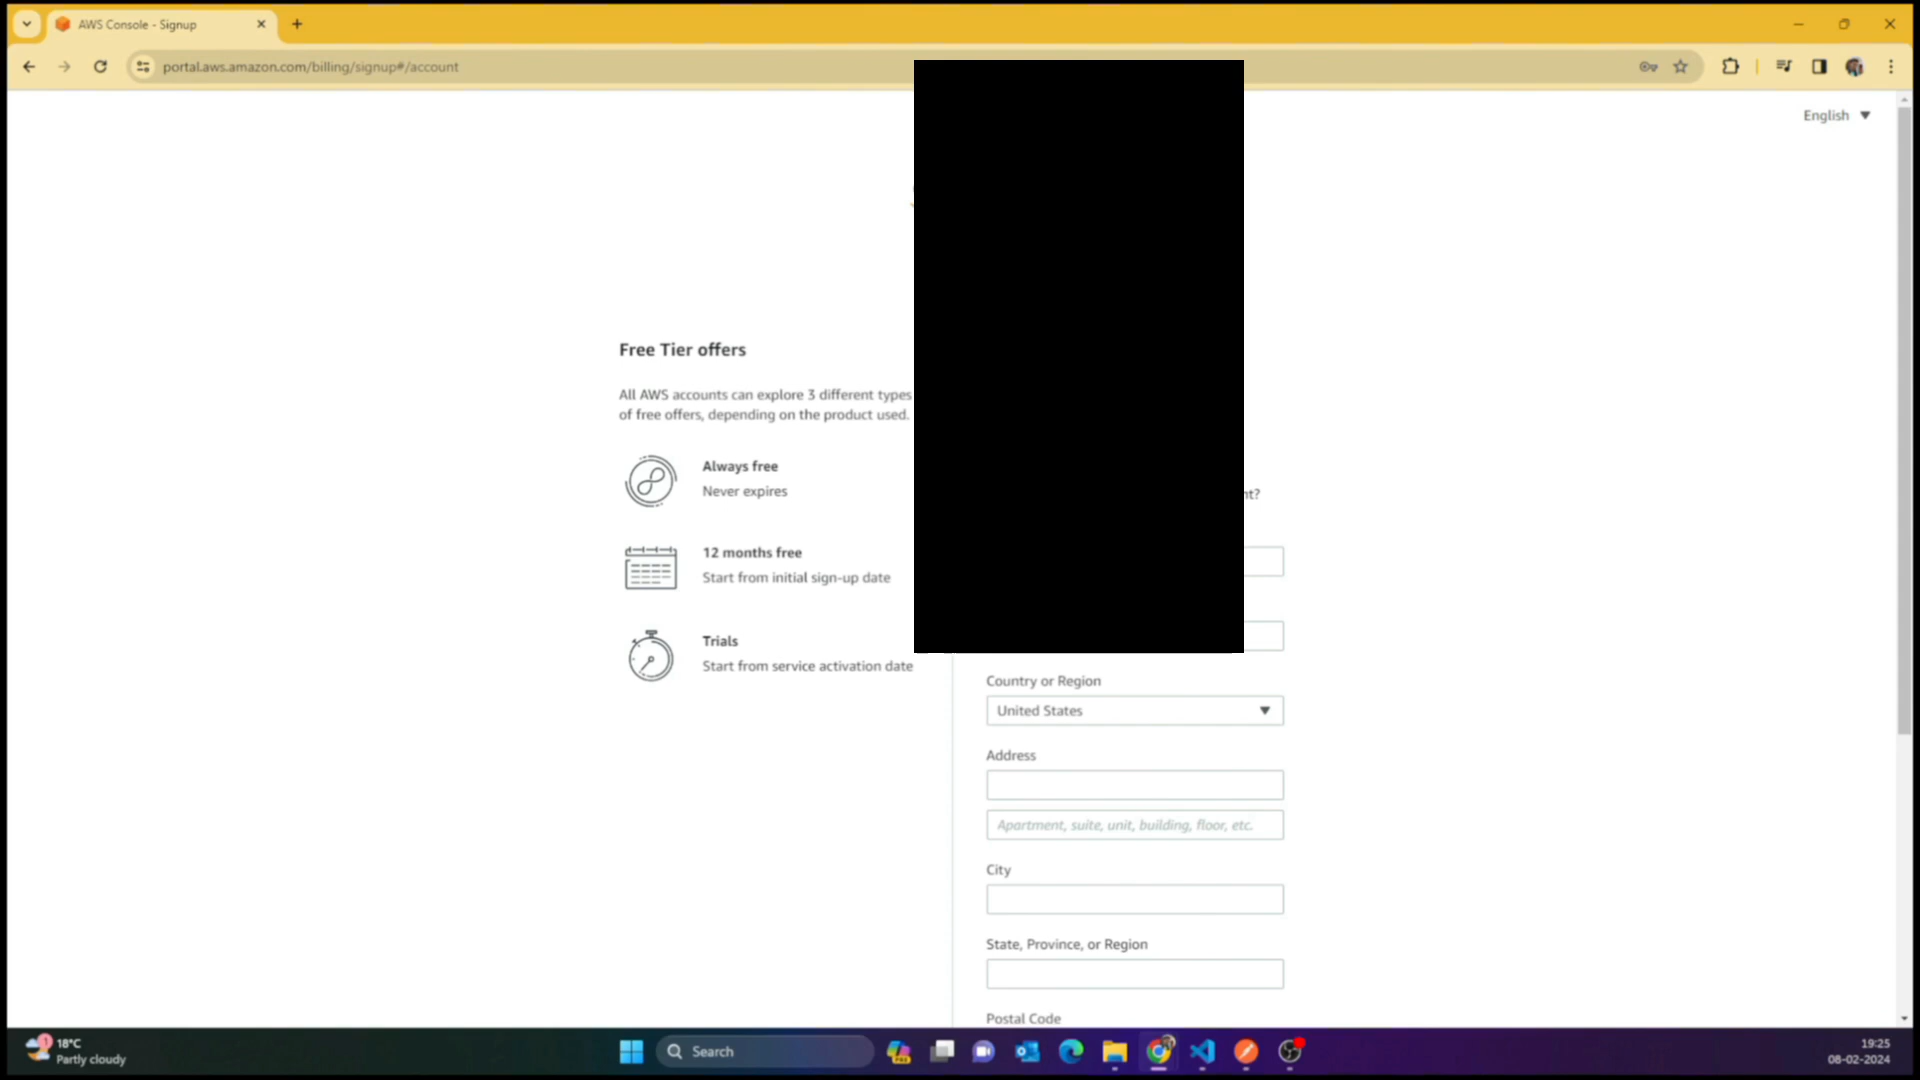 AWS Console - Signup
portal.aws.amazon.com/billing/signup#/account
English
Free Tier offers
All AWS accounts can explore 3 different types
of free offers, depending on the product used.
Always free
Never expires
12 months free
Start from initial sign-up date
Trials
Start from service activation date
Country or Region
United States
Address
Apartment, suite, unit, building, floor, etc.
City
State, Province, or Region
Postal Code
18°C
Partly cloudy
Search
19:25
08-02-2024